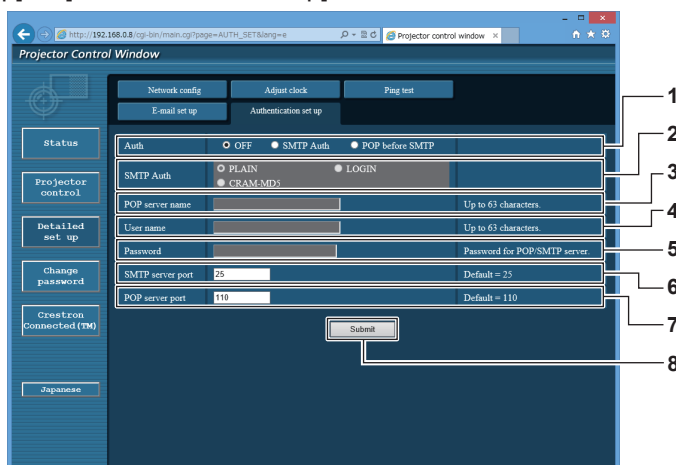 http://192.168.0.8/cgi-bin/main.cgi?page=AUTH_SET&lang=e
Projector control window ×
Projector Control Window
Network config Adjust clock Ping test
E-mail set up Authentication set up
1
Status
Auth OFF SMTP Auth POP before SMTP
2
SMTP Auth PLAIN LOGIN
CRAM-MD5
Projector
control
3
POP server name Up to 63 characters.
4
User name Up to 63 characters.
Detailed
set up
5
Password Password for POP/SMTP server.
6
SMTP server port 25 Default = 25
Change
password
7
POP server port 110 Default = 110
Crestron
Connected(TM)
Submit
8
Japanese